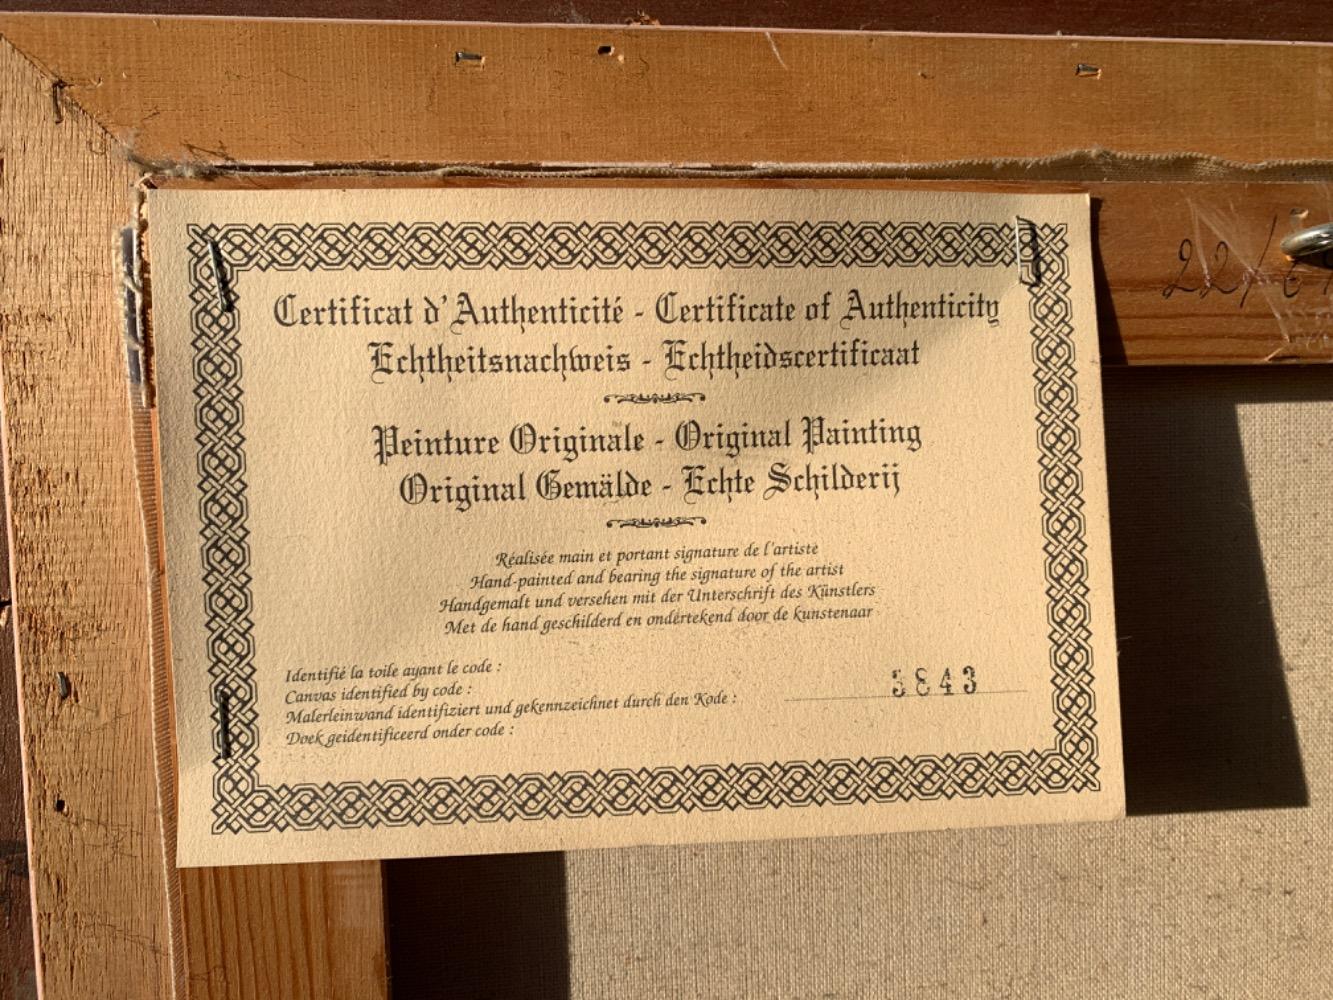 Certificat d'Authenticité - Certificate of Authenticity
Echtheitsnachweis - Echtheidscertificaat
Peinture Originale - Original Painting
Original Gemälde - Echte Schilderij
Réalisée main et portant signature de l'artiste
Hand-painted and bearing the signature of the artist
Handgemalt und versehen mit der Unterschrift des Künstlers
Met de hand geschilderd en ondertekend door de kunstenaar
Identifié la toile ayant le code :
Canvas identified by code :
Malerleinwand identifiziert und gekennzeichnet durch den Kode :
Doek geidentificeerd onder code :